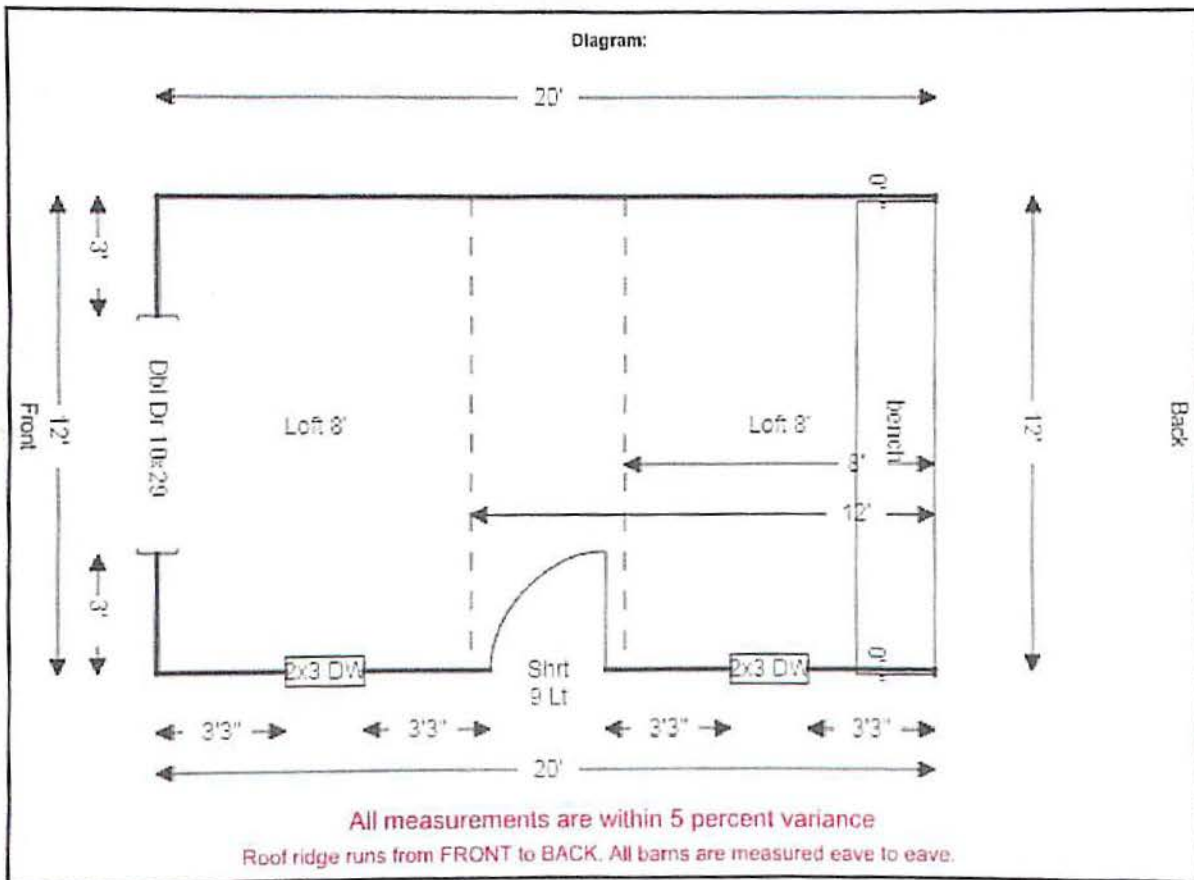 Diagram:
20'
0'
3'
Dbl Dr 10x29
12'
Front
Loft 8'
Loft 8'
bench
12'
Back
8'
12'
3'
0'
2x3 DW
Shrt
9 Lt
2x3 DW
3'3"
3'3"
3'3"
3'3"
20'
All measurements are within 5 percent variance
Roof ridge runs from FRONT to BACK. All barns are measured eave to eave.